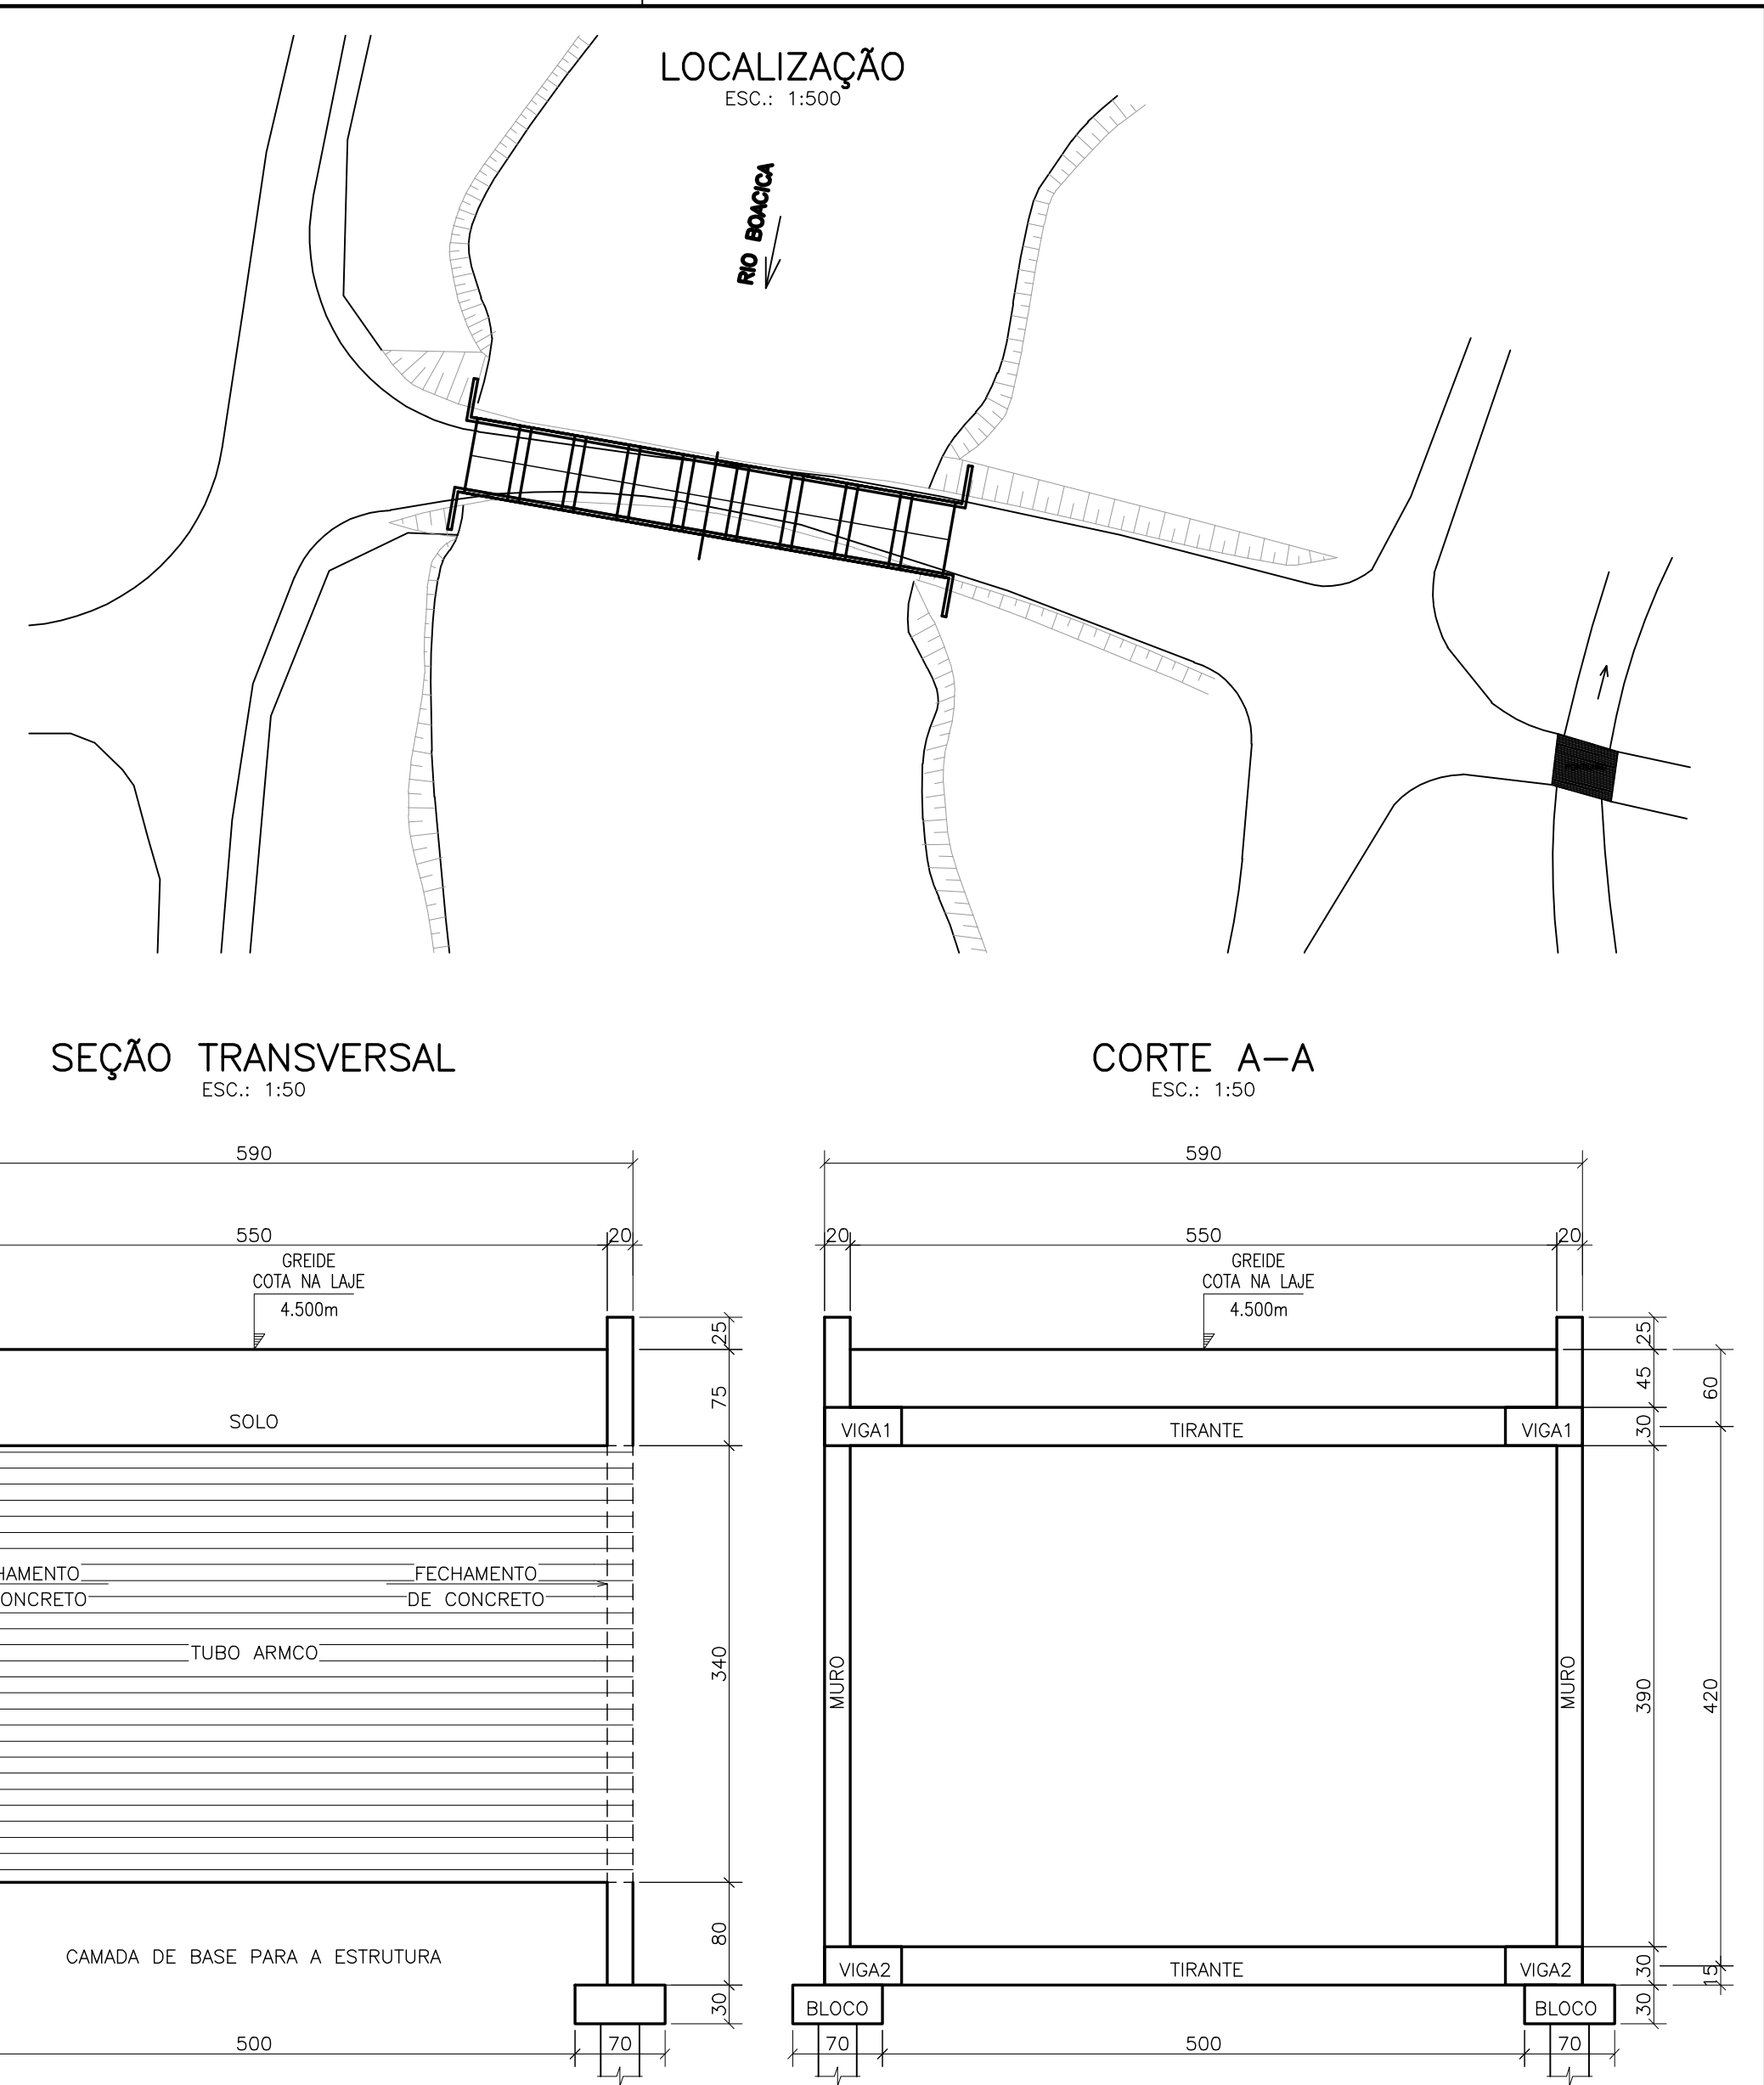 LOCALIZAÇÃO
ESC.: 1:500
RIO BOACICA
SEÇÃO TRANSVERSAL
ESC.: 1:50
590
550
20
GREIDE
COTA NA LAJE
4.500m
25
75
SOLO
HAMENTO
ONCRETO
FECHAMENTO
DE CONCRETO
TUBO ARMCO
340
CAMADA DE BASE PARA A ESTRUTURA
80
30
500
70
CORTE A-A
ESC.: 1:50
590
20
550
20
GREIDE
COTA NA LAJE
4.500m
25
45
60
VIGA1
TIRANTE
VIGA1
30
MURO
MURO
390
420
VIGA2
TIRANTE
VIGA2
30
15
BLOCO
BLOCO
30
70
500
70